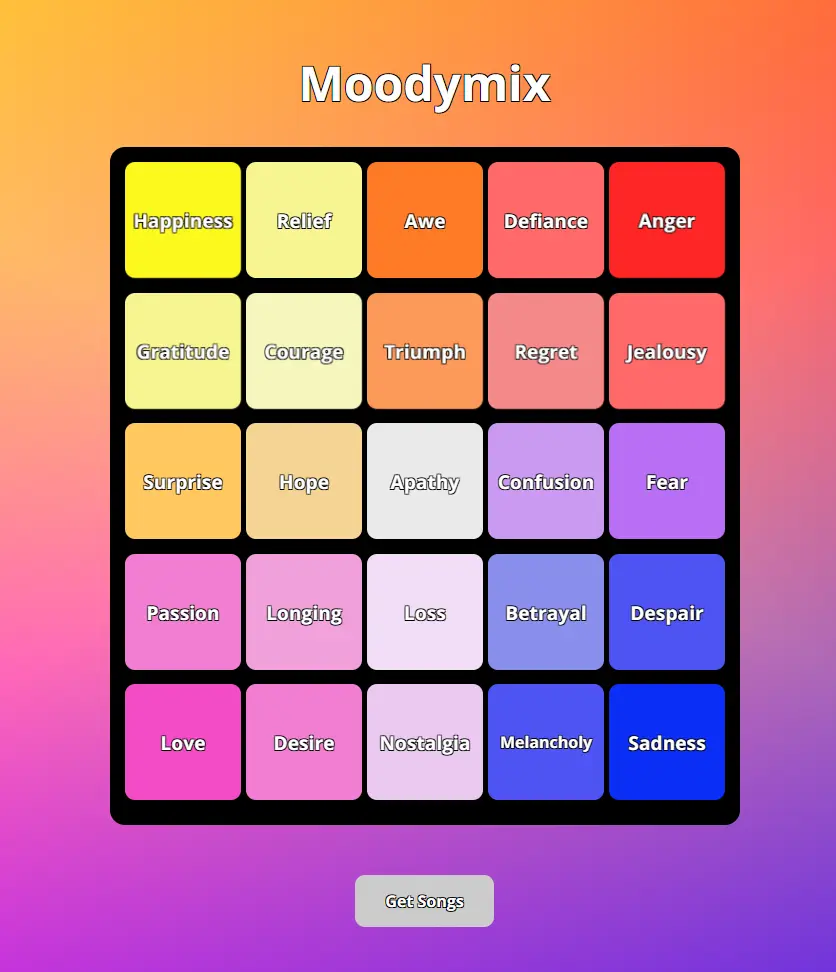 Moodymix
Happiness Relief Awe Defiance Anger
Gratitude Courage Triumph Regret Jealousy
Surprise Hope Apathy Confusion Fear
Passion Longing Loss Betrayal Despair
Love Desire Nostalgia Melancholy Sadness
Get Songs